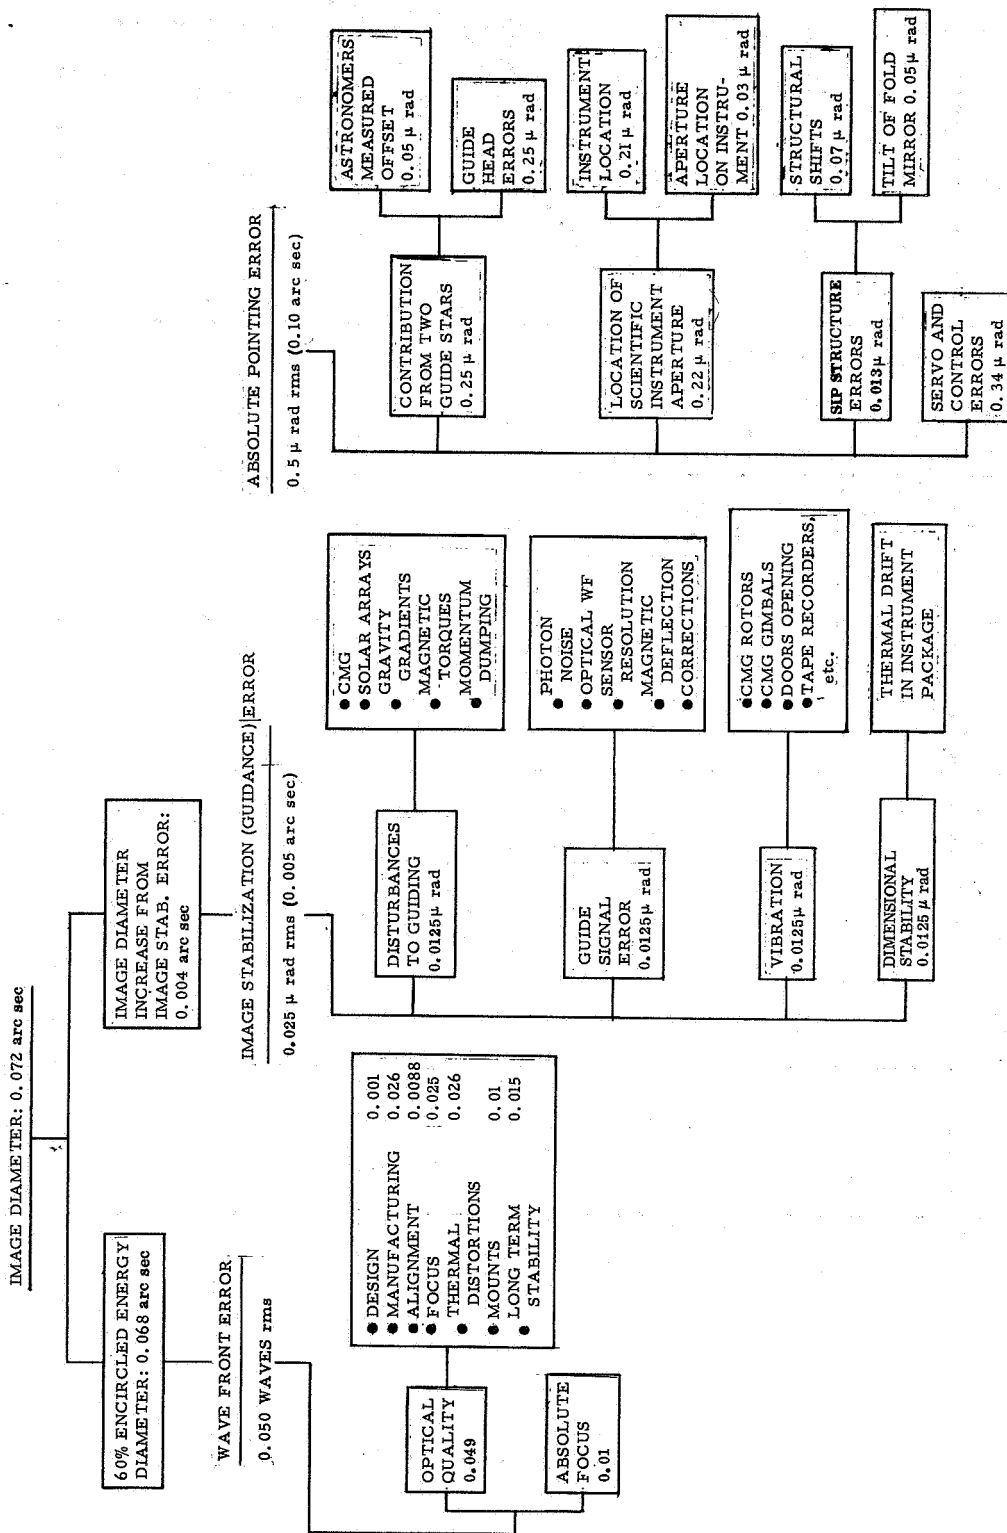 IMAGE DIAMETER: 0.072 arc sec
60% ENCIRCLED ENERGY
DIAMETER: 0.068 arc sec
WAVE FRONT ERROR
0.050 WAVES rms
OPTICAL
QUALITY
0.049
● DESIGN 0.001
● MANUFACTURING 0.026
● ALIGNMENT 0.0088
● FOCUS 0.025
THERMAL 0.026
● DISTORTIONS
● MOUNTS 0.01
LONG TERM 0.015
● STABILITY
ABSOLUTE
FOCUS
0.01
IMAGE DIAMETER
INCREASE FROM
IMAGE STAB. ERROR:
0.004 arc sec
IMAGE STABILIZATION (GUIDANCE) ERROR
0.025 μ rad rms (0.005 arc sec)
DISTURBANCES
TO GUIDING
0.0125μ rad
● CMG
● SOLAR ARRAYS
GRAVITY
● GRADIENTS
MAGNETIC
● TORQUES
MOMENTUM
● DUMPING
GUIDE
SIGNAL
ERROR
0.0125μ rad
● PHOTON
NOISE
● OPTICAL WF
SENSOR
● RESOLUTION
MAGNETIC
● DEFLECTION
● CORRECTIONS
VIBRATION
0.0125μ rad
● CMG ROTORS
● CMG GIMBALS
● DOORS OPENING
● TAPE RECORDERS,
etc.
DIMENSIONAL
STABILITY
0.0125 μ rad
THERMAL DRIFT
IN INSTRUMENT
PACKAGE
ABSOLUTE POINTING ERROR
0.5 μ rad rms (0.10 arc sec)
CONTRIBUTION
FROM TWO
GUIDE STARS
0.25 μ rad
ASTRONOMERS
MEASURED
OFFSET
0.05 μ rad
GUIDE
HEAD
ERRORS
0.25 μ rad
LOCATION OF
SCIENTIFIC
INSTRUMENT
APERTURE
0.22 μ rad
INSTRUMENT
LOCATION
0.21 μ rad
APERTURE
LOCATION
ON INSTRU-
MENT 0.03 μ rad
SIP STRUCTURE
ERRORS
0.013μ rad
STRUCTURAL
SHIFTS
0.07 μ rad
TILT OF FOLD
MIRROR 0.05μ rad
SERVO AND
CONTROL
ERRORS
0.34 μ rad